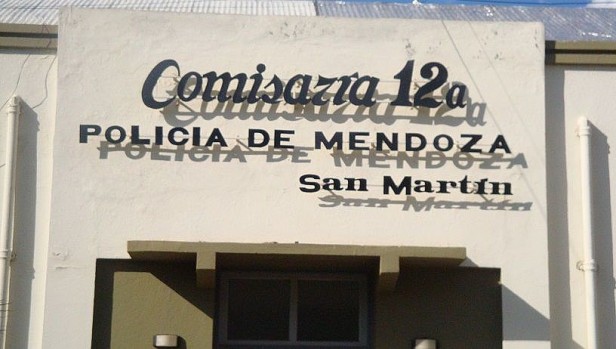 Comisaría 12a
POLICIA DE MENDOZA
San Martín